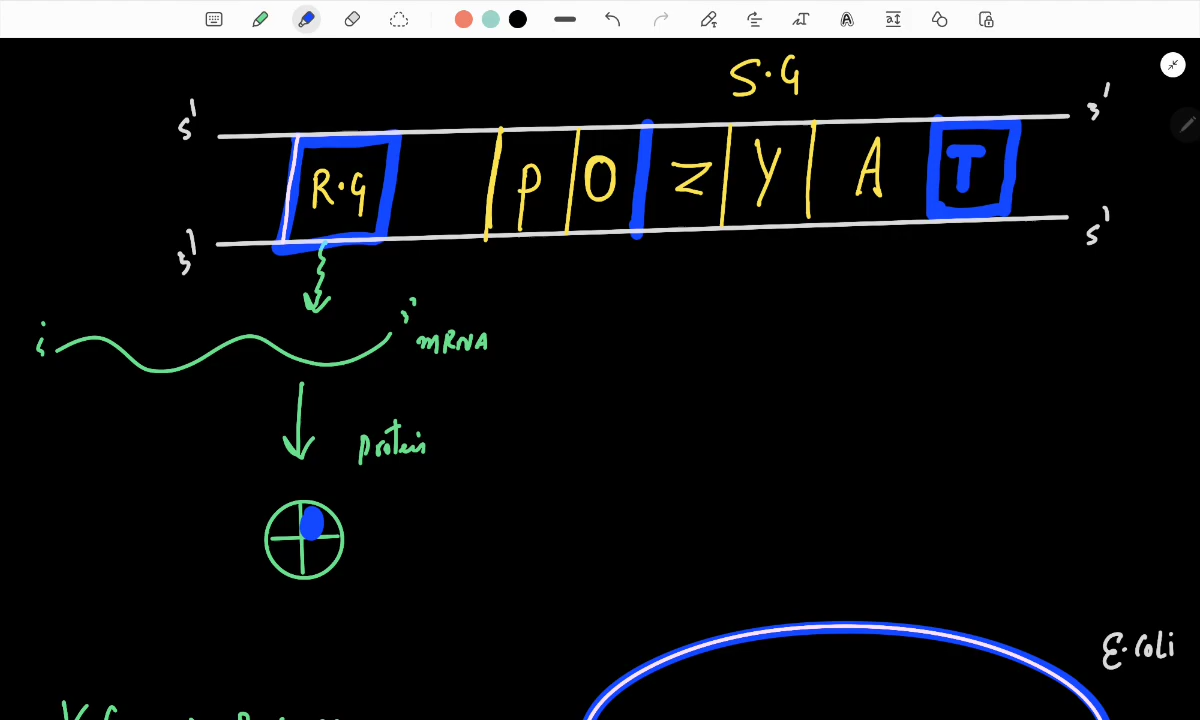 S·G
5' 3'
R·G P O Z Y A T
3' 5'
5' 3' mRNA
protein
E·coli